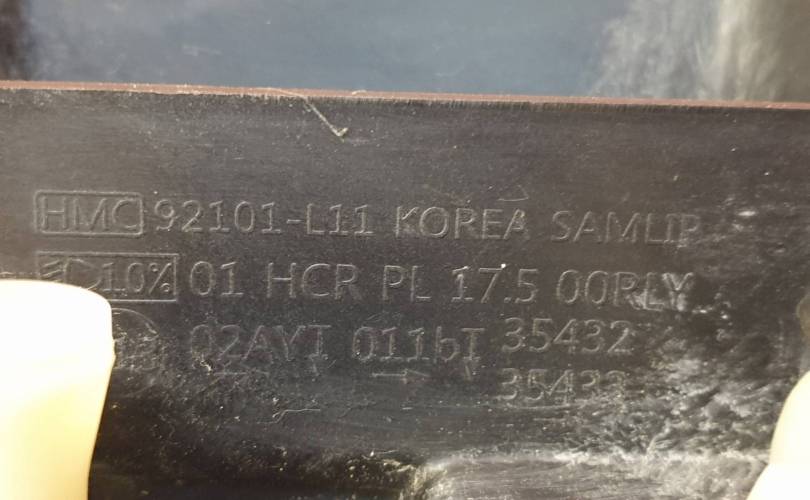 HMC 92101-L11 KOREA SAMLIP
10% 01 HCR PL 17.5 00RLY
02AYI 011bI 35432
35433